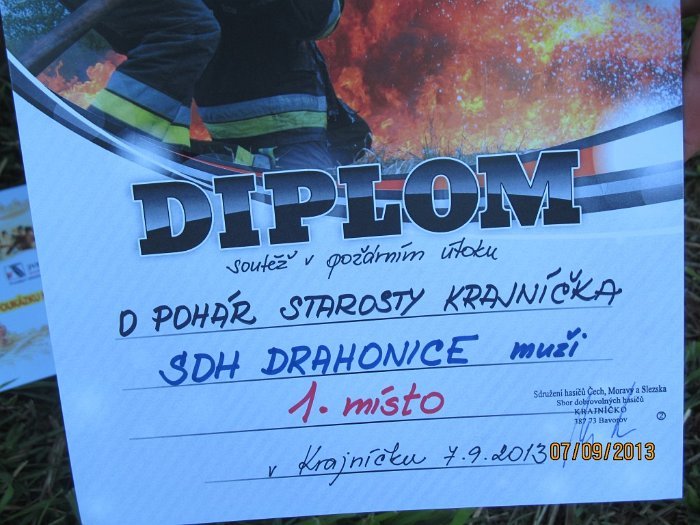 DIPLOM
soutěž v požárním útoku
O POHÁR STAROSTY KRAJNÍČKA
SDH DRAHONICE muži
1. místo
Sdružení hasičů Čech, Moravy a Slezska
Sbor dobrovolných hasičů
KRAJNÍČKO
387 73 Bavorov
2
v Krajníčku 7.9.2013
07/09/2013